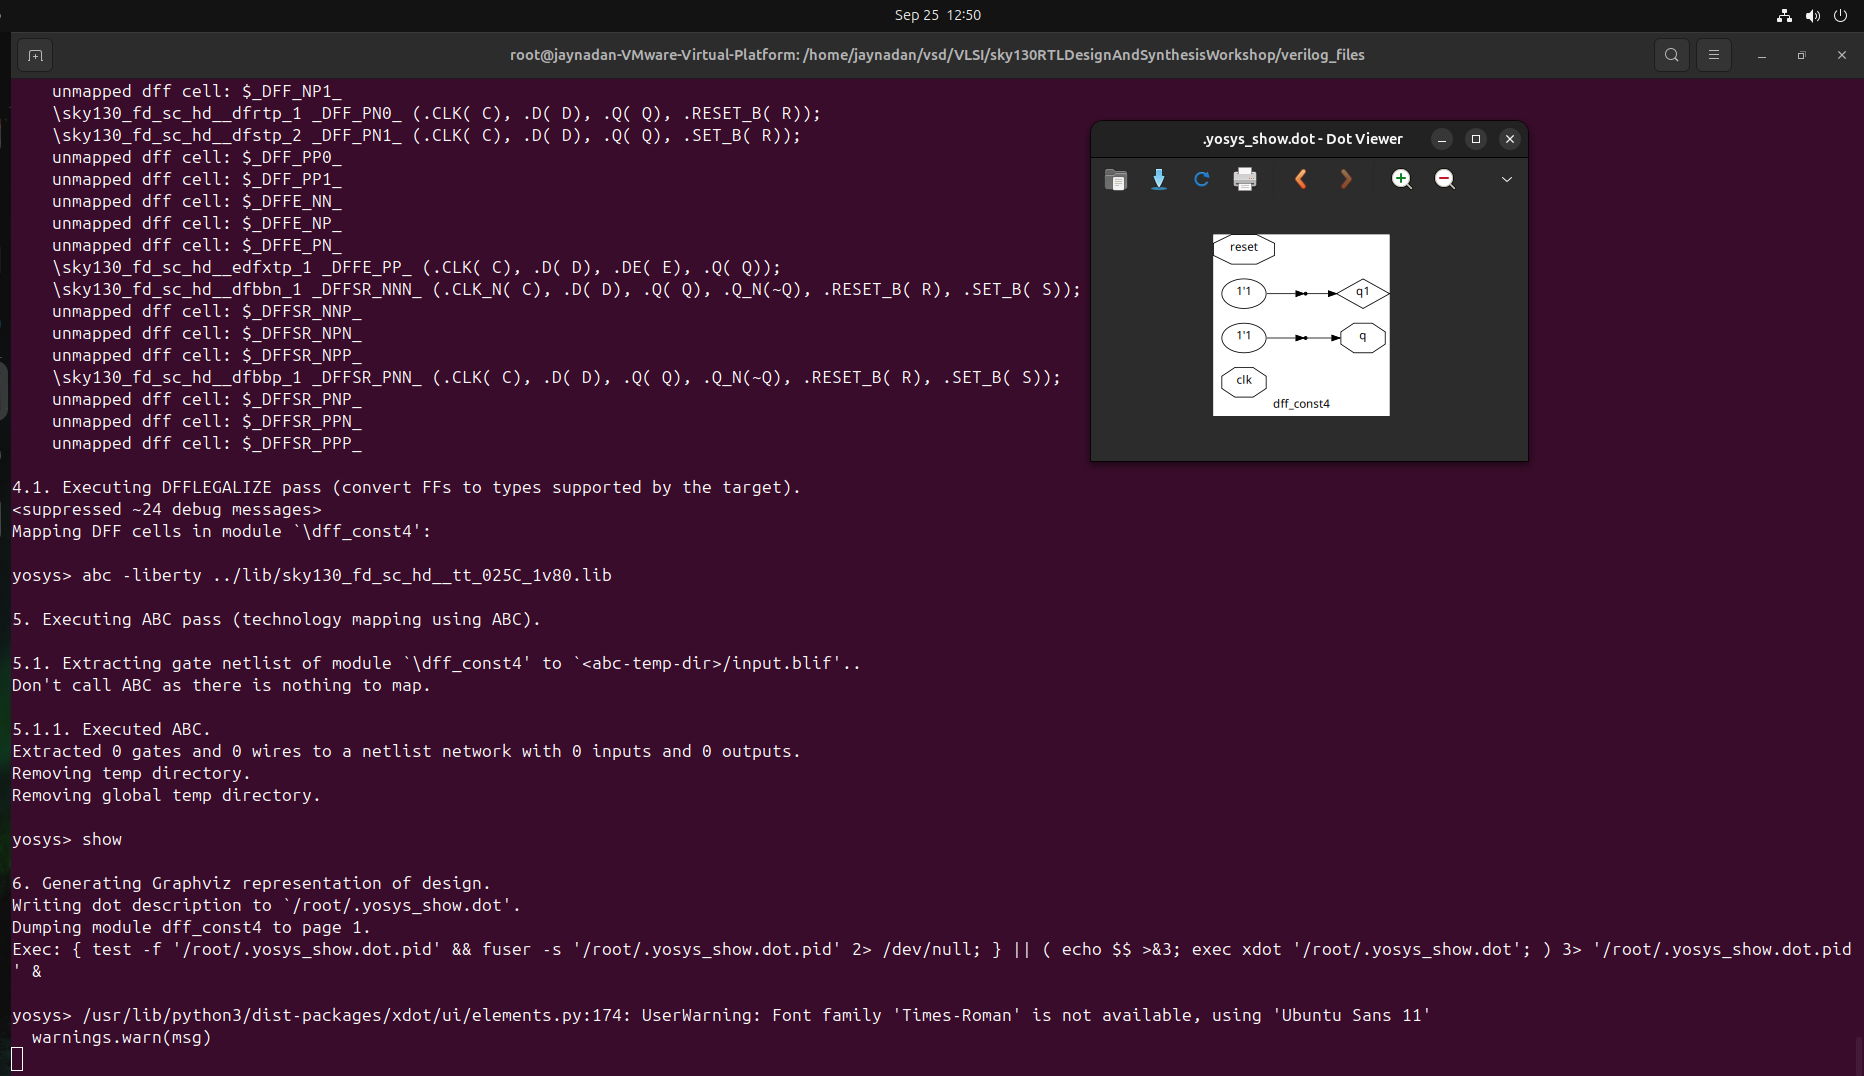 Sep 25  12:50
root@jaynadan-VMware-Virtual-Platform: /home/jaynadan/vsd/VLSI/sky130RTLDesignAndSynthesisWorkshop/verilog_files
    unmapped dff cell: $_DFF_NP1_
    \sky130_fd_sc_hd__dfrtp_1 _DFF_PN0_ (.CLK( C), .D( D), .Q( Q), .RESET_B( R));
    \sky130_fd_sc_hd__dfstp_2 _DFF_PN1_ (.CLK( C), .D( D), .Q( Q), .SET_B( R));
    unmapped dff cell: $_DFF_PP0_
    unmapped dff cell: $_DFF_PP1_
    unmapped dff cell: $_DFFE_NN_
    unmapped dff cell: $_DFFE_NP_
    unmapped dff cell: $_DFFE_PN_
    \sky130_fd_sc_hd__edfxtp_1 _DFFE_PP_ (.CLK( C), .D( D), .DE( E), .Q( Q));
    \sky130_fd_sc_hd__dfbbn_1 _DFFSR_NNN_ (.CLK_N( C), .D( D), .Q( Q), .Q_N(~Q), .RESET_B( R), .SET_B( S));
    unmapped dff cell: $_DFFSR_NNP_
    unmapped dff cell: $_DFFSR_NPN_
    unmapped dff cell: $_DFFSR_NPP_
    \sky130_fd_sc_hd__dfbbp_1 _DFFSR_PNN_ (.CLK( C), .D( D), .Q( Q), .Q_N(~Q), .RESET_B( R), .SET_B( S));
    unmapped dff cell: $_DFFSR_PNP_
    unmapped dff cell: $_DFFSR_PPN_
    unmapped dff cell: $_DFFSR_PPP_
4.1. Executing DFFLEGALIZE pass (convert FFs to types supported by the target).
<suppressed ~24 debug messages>
Mapping DFF cells in module `\dff_const4':
yosys> abc -liberty ../lib/sky130_fd_sc_hd__tt_025C_1v80.lib
5. Executing ABC pass (technology mapping using ABC).
5.1. Extracting gate netlist of module `\dff_const4' to `<abc-temp-dir>/input.blif'..
Don't call ABC as there is nothing to map.
5.1.1. Executed ABC.
Extracted 0 gates and 0 wires to a netlist network with 0 inputs and 0 outputs.
Removing temp directory.
Removing global temp directory.
yosys> show
6. Generating Graphviz representation of design.
Writing dot description to `/root/.yosys_show.dot'.
Dumping module dff_const4 to page 1.
Exec: { test -f '/root/.yosys_show.dot.pid' && fuser -s '/root/.yosys_show.dot.pid' 2> /dev/null; } || ( echo $$ >&3; exec xdot '/root/.yosys_show.dot'; ) 3> '/root/.yosys_show.dot.pid
' &
yosys> /usr/lib/python3/dist-packages/xdot/ui/elements.py:174: UserWarning: Font family 'Times-Roman' is not available, using 'Ubuntu Sans 11'
  warnings.warn(msg)
.yosys_show.dot - Dot Viewer
reset
1'1 q1
1'1 q
clk
dff_const4